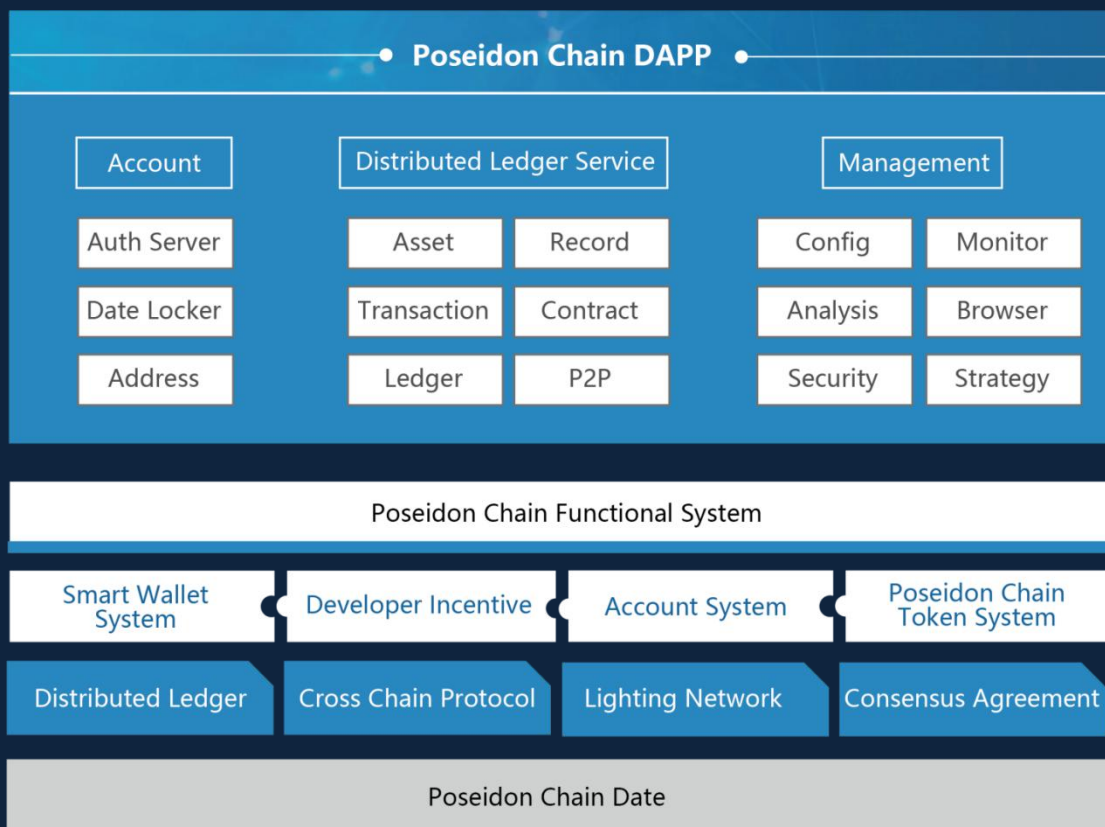 Poseidon Chain DAPP
Account
Distributed Ledger Service
Management
Auth Server
Asset
Record
Config
Monitor
Date Locker
Transaction
Contract
Analysis
Browser
Address
Ledger
P2P
Security
Strategy
Poseidon Chain Functional System
Smart Wallet
System
Developer Incentive
Account System
Poseidon Chain
Token System
Distributed Ledger
Cross Chain Protocol
Lighting Network
Consensus Agreement
Poseidon Chain Date